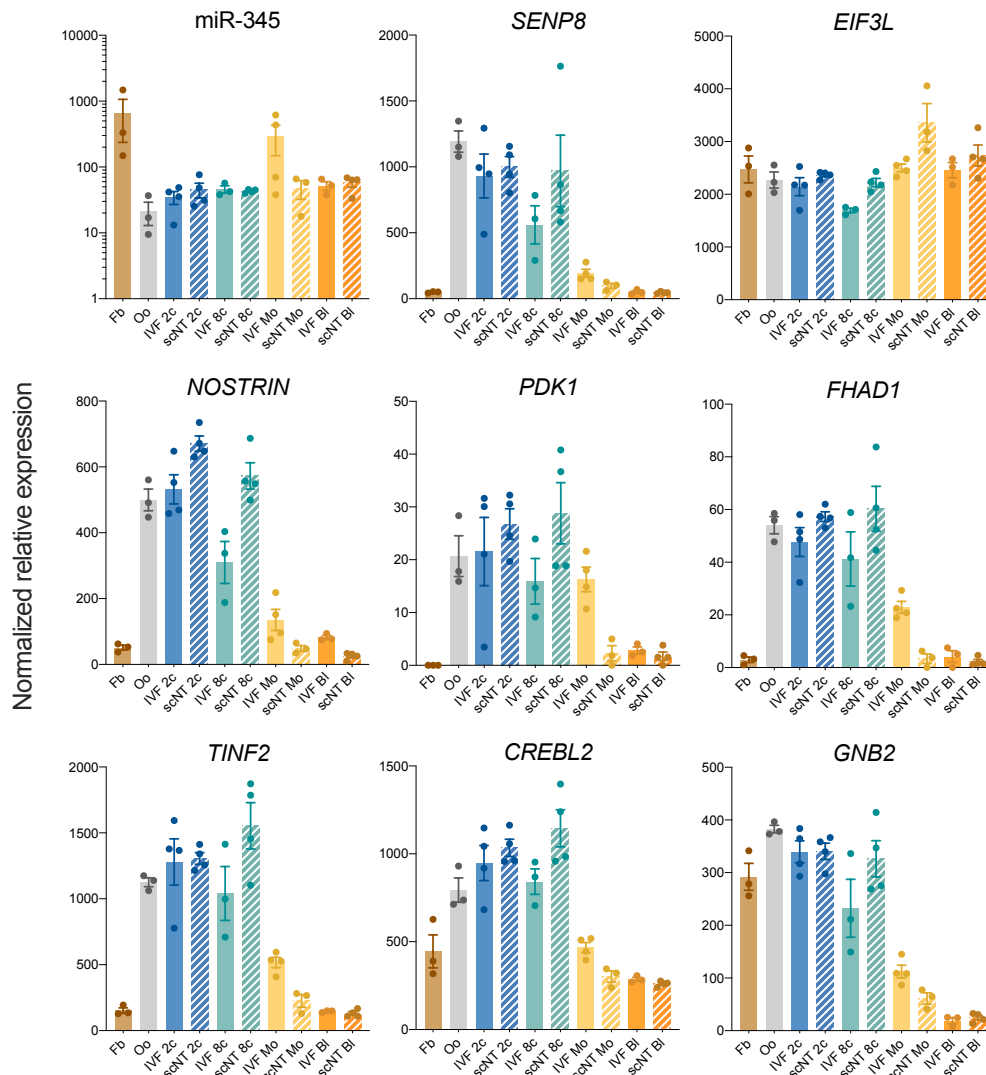 miR-345
10000
1000
100
10
1
Fb
Oo
IVF 2c
scNT 2c
IVF 8c
scNT 8c
IVF Mo
scNT Mo
IVF Bl
scNT Bl
SENP8
2000
1500
1000
500
0
Fb
Oo
IVF 2c
scNT 2c
IVF 8c
scNT 8c
IVF Mo
scNT Mo
IVF Bl
scNT Bl
EIF3L
5000
4000
3000
2000
1000
0
Fb
Oo
IVF 2c
scNT 2c
IVF 8c
scNT 8c
IVF Mo
scNT Mo
IVF Bl
scNT Bl
Normalized relative expression
NOSTRIN
800
600
400
200
0
Fb
Oo
IVF 2c
scNT 2c
IVF 8c
scNT 8c
IVF Mo
scNT Mo
IVF Bl
scNT Bl
PDK1
50
40
30
20
10
0
Fb
Oo
IVF 2c
scNT 2c
IVF 8c
scNT 8c
IVF Mo
scNT Mo
IVF Bl
scNT Bl
FHAD1
100
80
60
40
20
0
Fb
Oo
IVF 2c
scNT 2c
IVF 8c
scNT 8c
IVF Mo
scNT Mo
IVF Bl
scNT Bl
TINF2
2000
1500
1000
500
0
Fb
Oo
IVF 2c
scNT 2c
IVF 8c
scNT 8c
IVF Mo
scNT Mo
IVF Bl
scNT Bl
CREBL2
1500
1000
500
0
Fb
Oo
IVF 2c
scNT 2c
IVF 8c
scNT 8c
IVF Mo
scNT Mo
IVF Bl
scNT Bl
GNB2
500
400
300
200
100
0
Fb
Oo
IVF 2c
scNT 2c
IVF 8c
scNT 8c
IVF Mo
scNT Mo
IVF Bl
scNT Bl